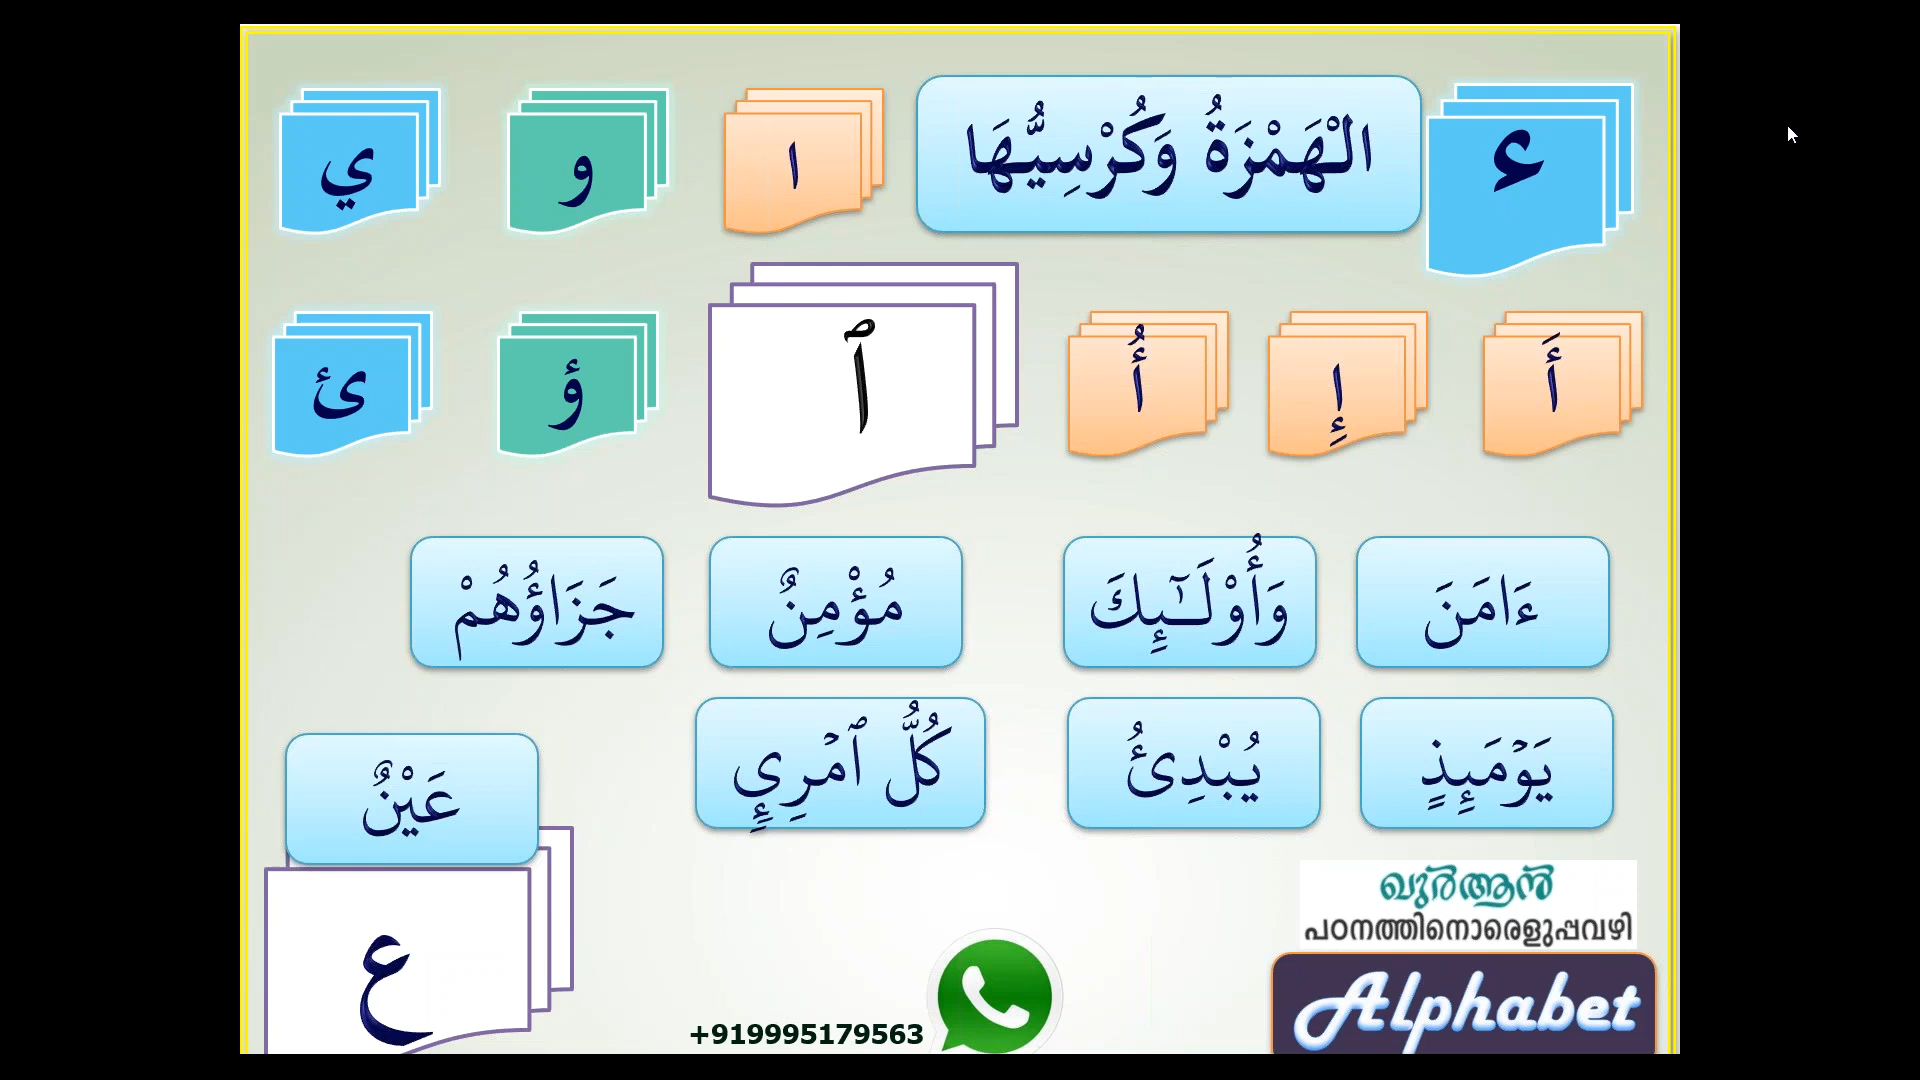 ء الْهَمْزَةُ وَكُرْسِيُّهَا ا و ي
أَ إِ أُ ٱ ؤ ئ
ءَامَنَ وَأُوْلَـٰٓئِكَ مُؤْمِنٌ جَزَاؤُهُمْ
يَوۡمَئِذٍ يُبْدِئُ كُلُّ ٱمۡرِيٕٖ عَيْنٌ
ع
ഖുർആൻ
പഠനത്തിനൊരെളുപ്പവഴി
Alphabet
+919995179563